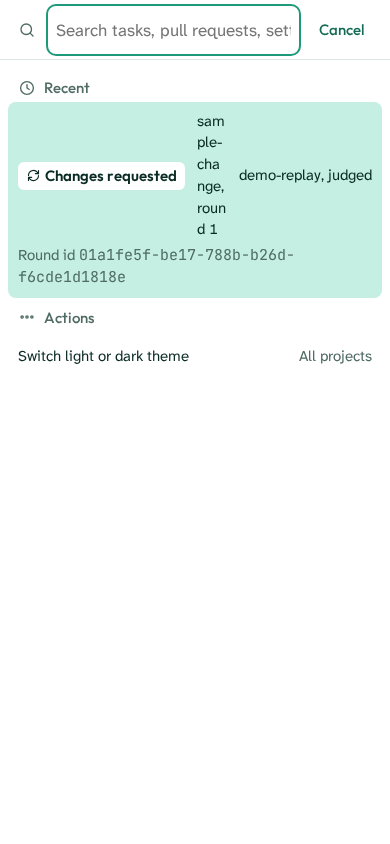 Search tasks, pull requests, set
Cancel
Recent
Changes requested
sam
ple-
cha
nge,
roun
d 1
demo-replay, judged
Round id 01a1fe5f-be17-788b-b26d-
f6cde1d1818e
Actions
Switch light or dark theme
All projects